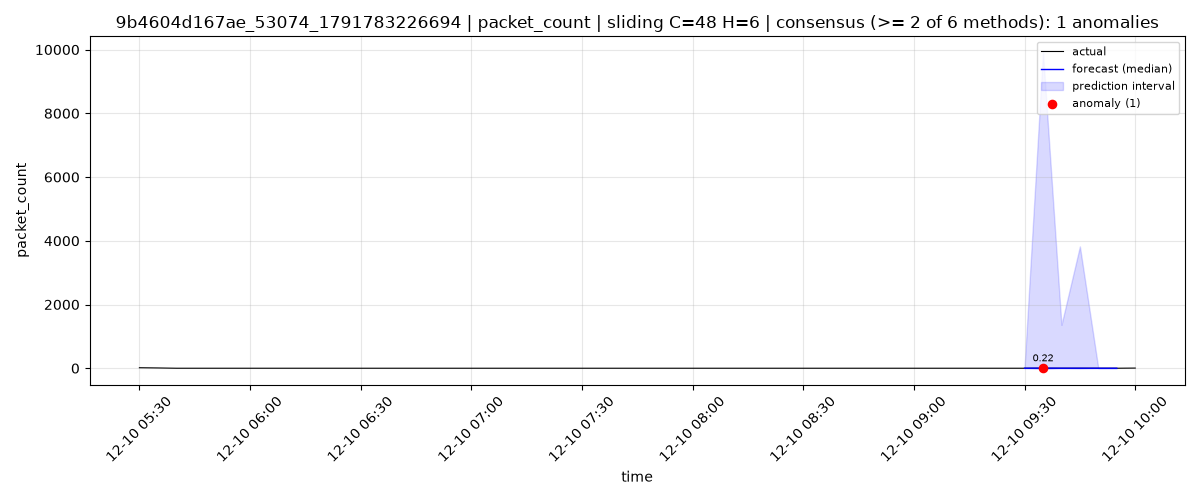 9b4604d167ae_53074_1791783226694 | packet_count | sliding C=48 H=6 | consensus (>= 2 of 6 methods): 1 anomalies
actual
forecast (median)
prediction interval
anomaly (1)
packet_count
10000
8000
6000
4000
2000
0
0.22
12-10 05:30
12-10 06:00
12-10 06:30
12-10 07:00
12-10 07:30
12-10 08:00
12-10 08:30
12-10 09:00
12-10 09:30
12-10 10:00
time